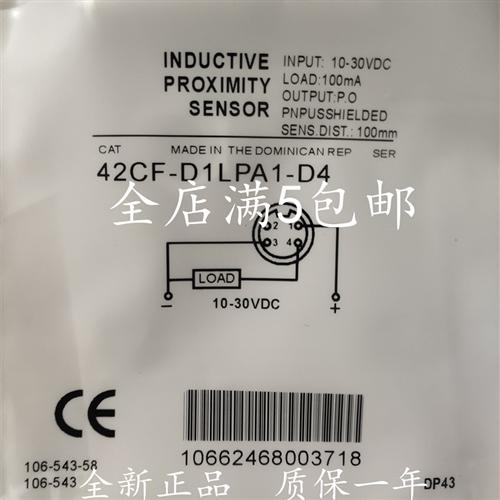 INDUCTIVE
PROXIMITY
SENSOR
INPUT: 10-30VDC
LOAD:100mA
OUTPUT:P.O
PNPUSSHIELDED
SENS.DIST.: 100mm
CAT MADE IN THE DOMINICAN REP SER
42CF-D1LPA1-D4
全店满5包邮
2 1
3 4
LOAD
- 10-30VDC +
CE
10662468003718
106-543-58
106-543
DP43
全新正品 质保一年